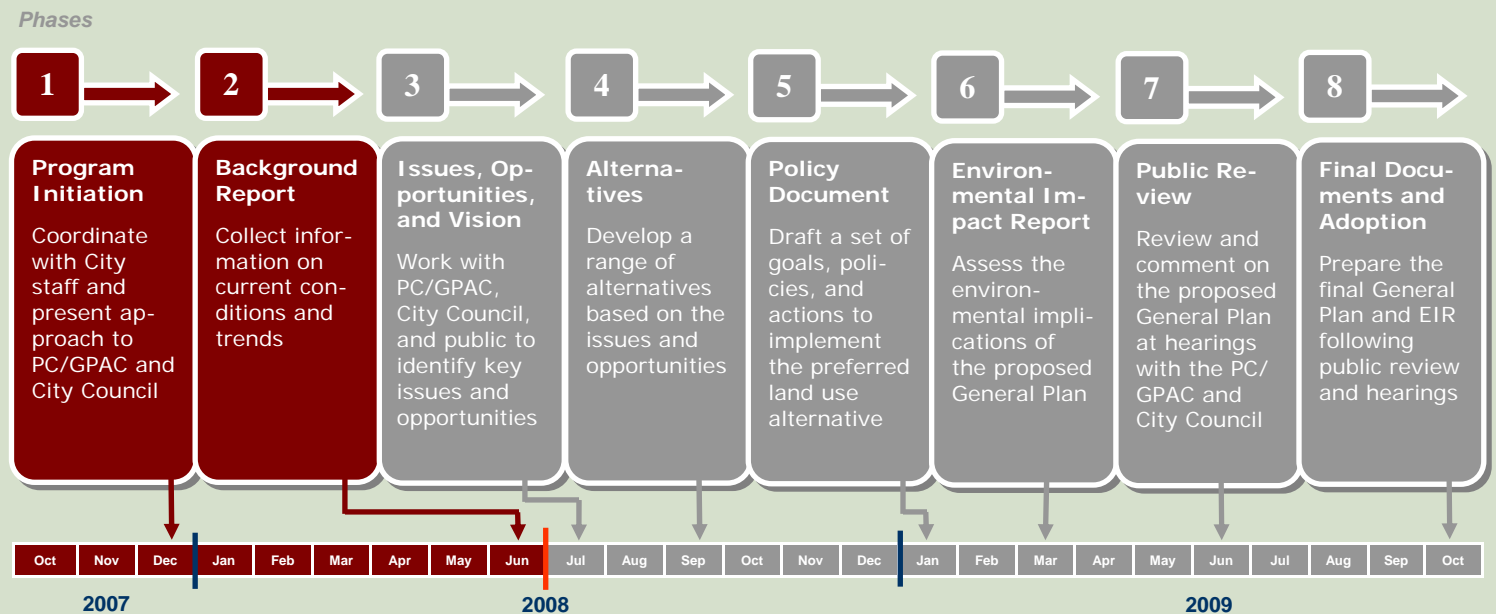 Phases
1
2
3
4
5
6
7
8
Program
Initiation
Coordinate
with City
staff and
present ap-
proach to
PC/GPAC and
City Council
Background
Report
Collect infor-
mation on
current con-
ditions and
trends
Issues, Op-
portunities,
and Vision
Work with
PC/GPAC,
City Council,
and public to
identify key
issues and
opportunities
Alterna-
tives
Develop a
range of
alternatives
based on the
issues and
opportunities
Policy
Document
Draft a set of
goals, poli-
cies, and
actions to
implement
the preferred
land use
alternative
Environ-
mental Im-
pact Report
Assess the
environ-
mental impli-
cations of
the proposed
General Plan
Public Re-
view
Review and
comment on
the proposed
General Plan
at hearings
with the PC/
GPAC and
City Council
Final Docu-
ments and
Adoption
Prepare the
final General
Plan and EIR
following
public review
and hearings
Oct Nov Dec Jan Feb Mar Apr May Jun Jul Aug Sep Oct Nov Dec Jan Feb Mar Apr May Jun Jul Aug Sep Oct
2007 2008 2009